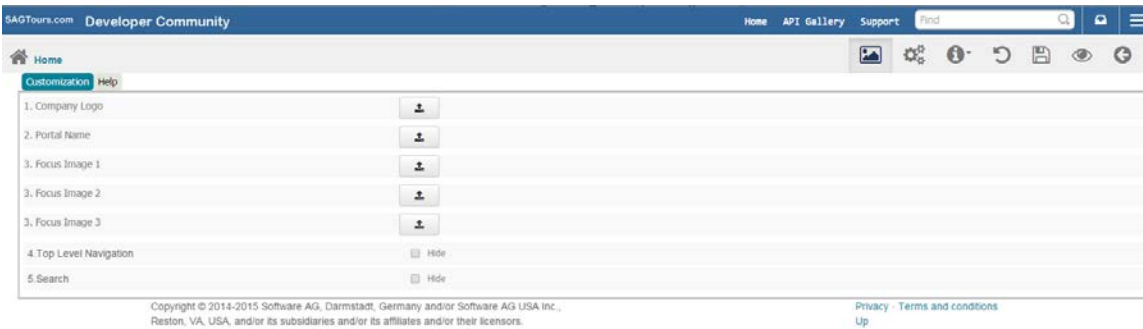 SAGTours.com Developer Community Home API Gallery Support Find
Home
Customization Help
1. Company Logo
2. Portal Name
3. Focus Image 1
3. Focus Image 2
3. Focus Image 3
4.Top Level Navigation Hide
5.Search Hide
Copyright © 2014-2015 Software AG, Darmstadt, Germany and/or Software AG USA Inc., Privacy · Terms and conditions
Reston, VA, USA, and/or its subsidiaries and/or its affiliates and/or their licensors. Up